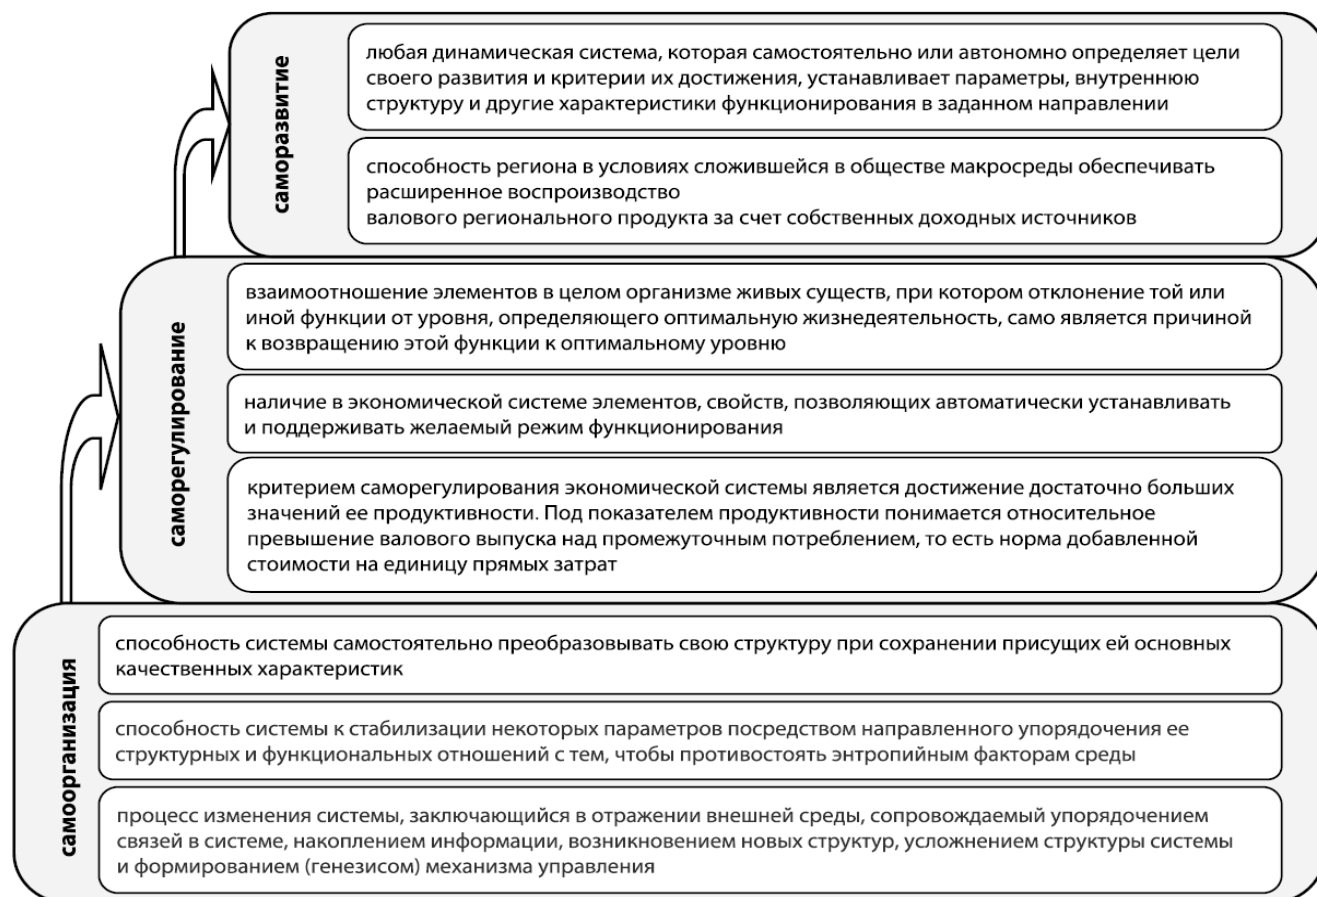 саморазвитие
любая динамическая система, которая самостоятельно или автономно определяет цели
своего развития и критерии их достижения, устанавливает параметры, внутреннюю
структуру и другие характеристики функционирования в заданном направлении
способность региона в условиях сложившейся в обществе макросреды обеспечивать
расширенное воспроизводство
валового регионального продукта за счет собственных доходных источников
саморегулирование
взаимоотношение элементов в целом организме живых существ, при котором отклонение той или
иной функции от уровня, определяющего оптимальную жизнедеятельность, само является причиной
к возвращению этой функции к оптимальному уровню
наличие в экономической системе элементов, свойств, позволяющих автоматически устанавливать
и поддерживать желаемый режим функционирования
критерием саморегулирования экономической системы является достижение достаточно больших
значений ее продуктивности. Под показателем продуктивности понимается относительное
превышение валового выпуска над промежуточным потреблением, то есть норма добавленной
стоимости на единицу прямых затрат
самоорганизация
способность системы самостоятельно преобразовывать свою структуру при сохранении присущих ей основных
качественных характеристик
способность системы к стабилизации некоторых параметров посредством направленного упорядочения ее
структурных и функциональных отношений с тем, чтобы противостоять энтропийным факторам среды
процесс изменения системы, заключающийся в отражении внешней среды, сопровождаемый упорядочением
связей в системе, накоплением информации, возникновением новых структур, усложнением структуры системы
и формированием (генезисом) механизма управления